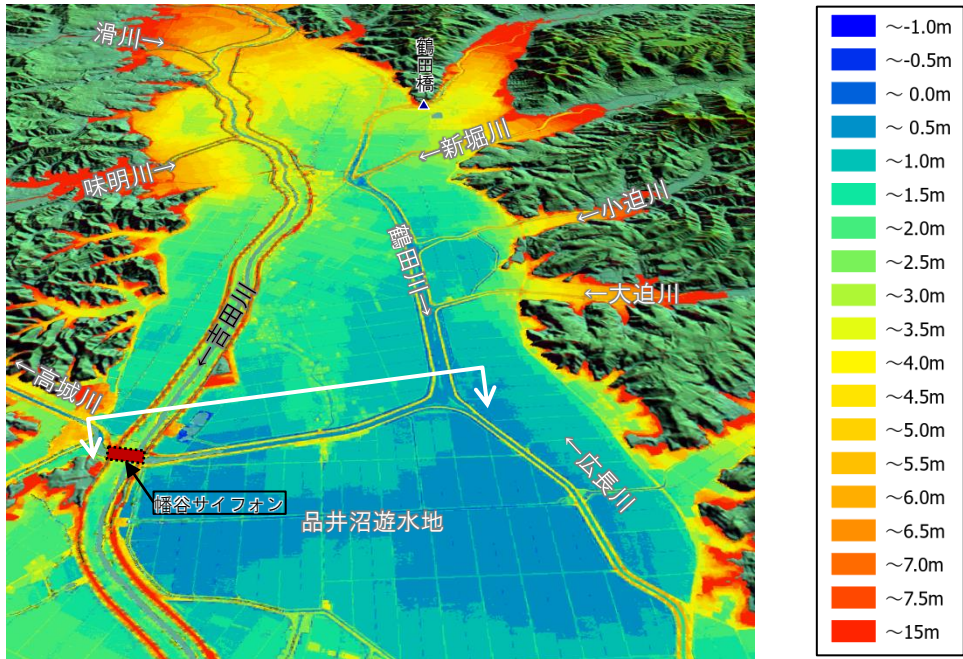 滑川→
鶴田橋
←新堀川
味明川→
←小迫川
鶴田川→
←大迫川
←吉田川
←高城川
←広長川
幡谷サイフォン
品井沼遊水地
～-1.0m
～-0.5m
～ 0.0m
～ 0.5m
～1.0m
～1.5m
～2.0m
～2.5m
～3.0m
～3.5m
～4.0m
～4.5m
～5.0m
～5.5m
～6.0m
～6.5m
～7.0m
～7.5m
～15m